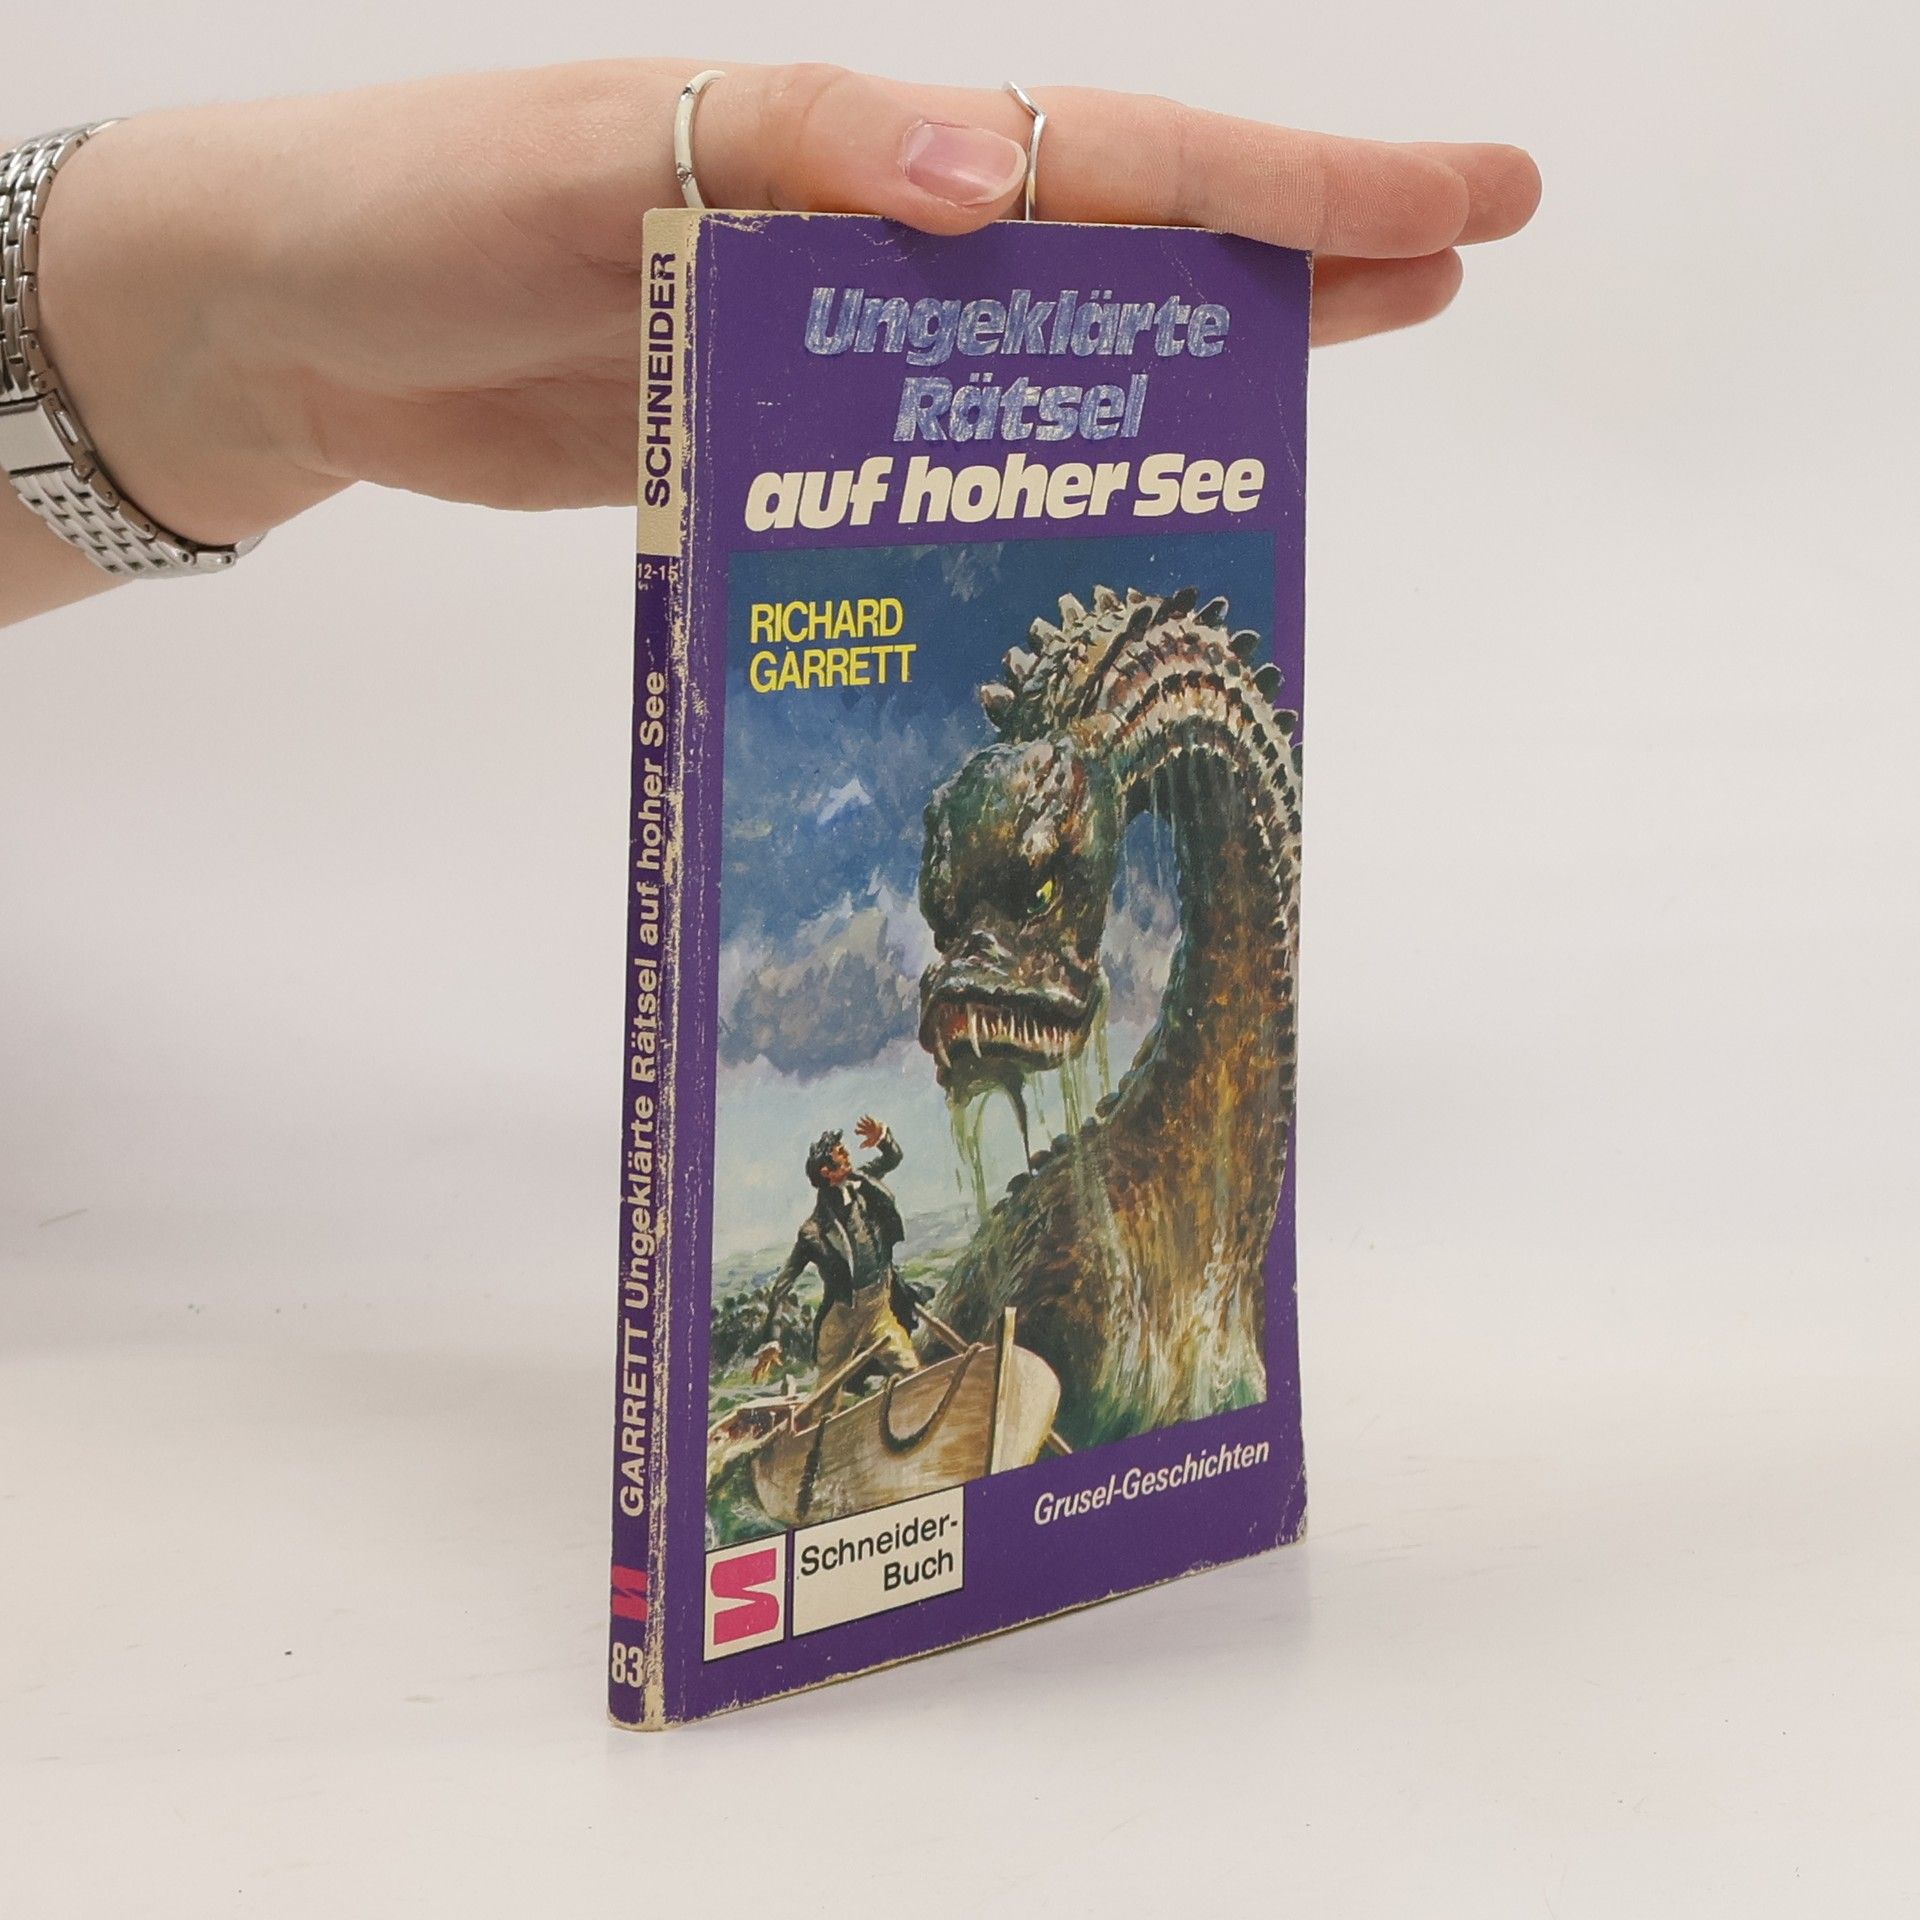 Ungeklärte
Rätsel
auf hoher See
RICHARD
GARRETT
Grusel-Geschichten
Schneider-
Buch
SCHNEIDER
12-15
GARRETT Ungeklärte Rätsel auf hoher See
83